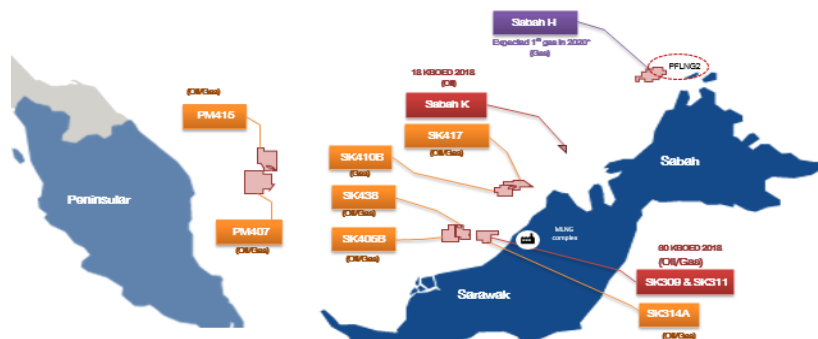 Sabah H
Expected 1st gas in 2020*
(Gas)
PFLNG2
18 KBOED 2018
(Oil)
Sabah K
(Oil/Gas)
PM415
SK417
(Oil/Gas)
SK410B
(Gas)
Sabah
Peninsular
SK438
(Oil/Gas)
PM407
(Oil/Gas)
SK405B
(Oil/Gas)
MLNG
complex
60 KBOED 2018
(Oil/Gas)
SK309 & SK311
Sarawak
SK314A
(Oil/Gas)